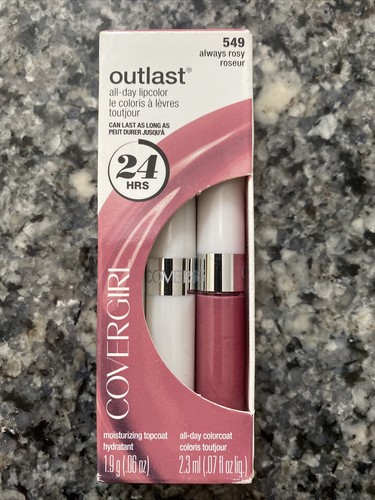 549
always rosy
roseur
outlast®
all-day lipcolor
le coloris à lèvres
toutjour
CAN LAST AS LONG AS
PEUT DURER JUSQU'À
24
HRS
COVERGIRL
COVER
moisturizing topcoat
hydratant
1.9 g (.06 oz)
all-day colorcoat
coloris toutjour
2.3 ml (.07 fl oz liq.)